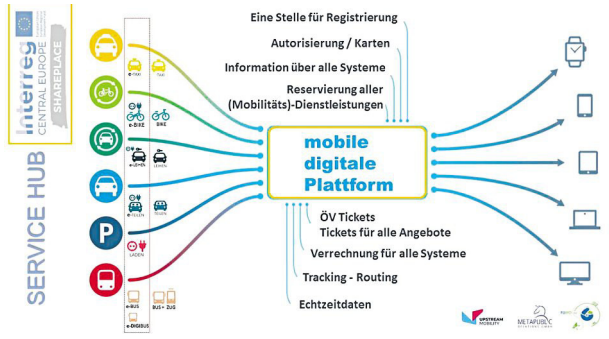 Interreg
CENTRAL EUROPE
SHAREPLACE
SERVICE HUB
e-TAXI
TAXI
e-BIKE
BIKE
e-LEIHEN
LEIHEN
e-TEILEN
TEILEN
P
LADEN
e-BUS
BUS+ ZUG
e-DIGIBUS
Eine Stelle für Registrierung
Autorisierung / Karten
Information über alle Systeme
Reservierung aller
(Mobilitäts)-Dienstleistungen
mobile
digitale
Plattform
ÖV Tickets
Tickets für alle Angebote
Verrechnung für alle Systeme
Tracking - Routing
Echtzeitdaten
UPSTREAM
MOBILITY
METAPUBLIC